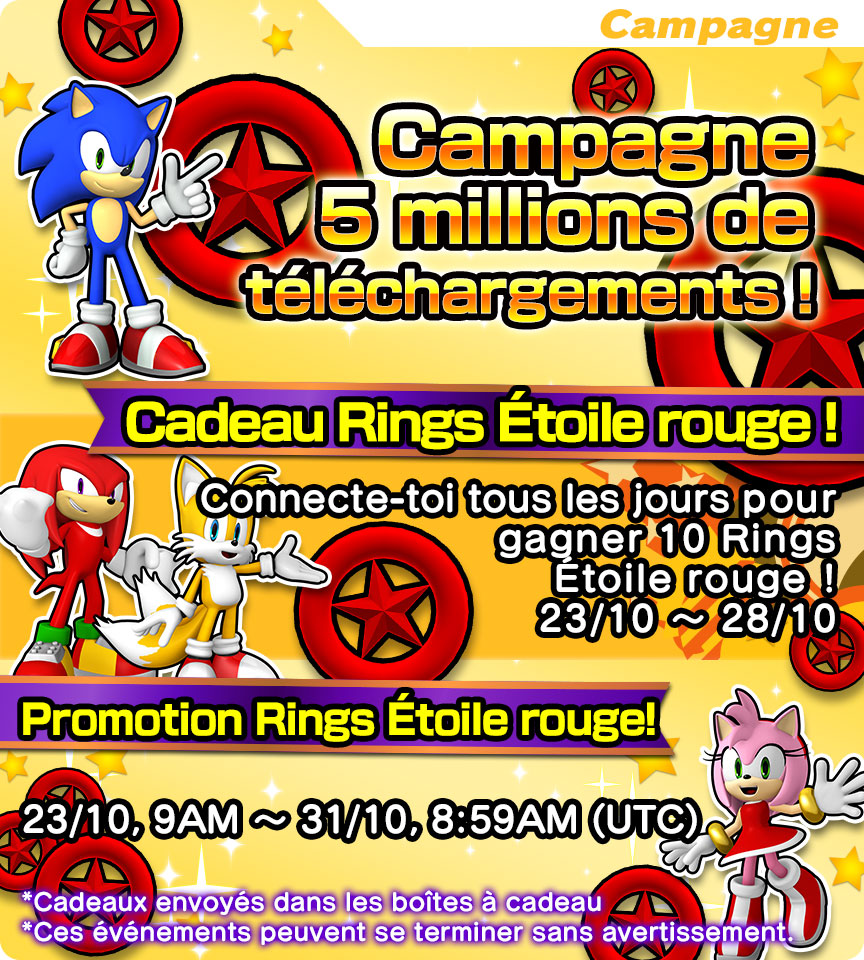 Campagne
Campagne
5 millions de
téléchargements !
Cadeau Rings Étoile rouge !
Connecte-toi tous les jours pour
gagner 10 Rings
Étoile rouge !
23/10 ～ 28/10
Promotion Rings Étoile rouge!
23/10, 9AM ～ 31/10, 8:59AM (UTC)
*Cadeaux envoyés dans les boîtes à cadeau
*Ces événements peuvent se terminer sans avertissement.